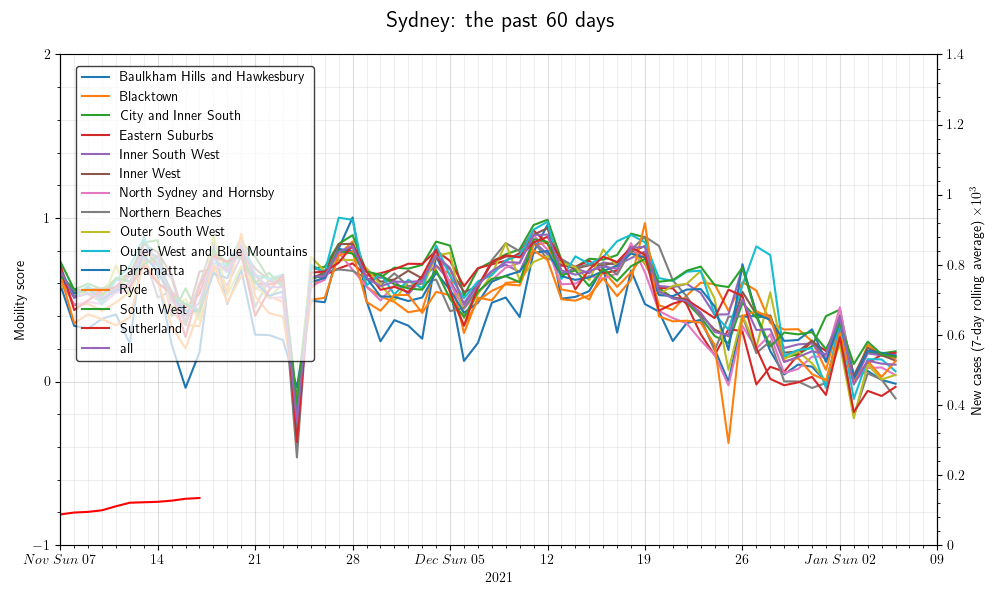 Sydney: the past 60 days
2
1
0
−1
Mobility score
Baulkham Hills and Hawkesbury
Blacktown
City and Inner South
Eastern Suburbs
Inner South West
Inner West
North Sydney and Hornsby
Northern Beaches
Outer South West
Outer West and Blue Mountains
Parramatta
Ryde
South West
Sutherland
all
1.4
1.2
1
0.8
0.6
0.4
0.2
0
New cases (7-day rolling average) ×10³
Nov Sun 07 14 21 28 Dec Sun 05 12 19 26 Jan Sun 02 09
2021